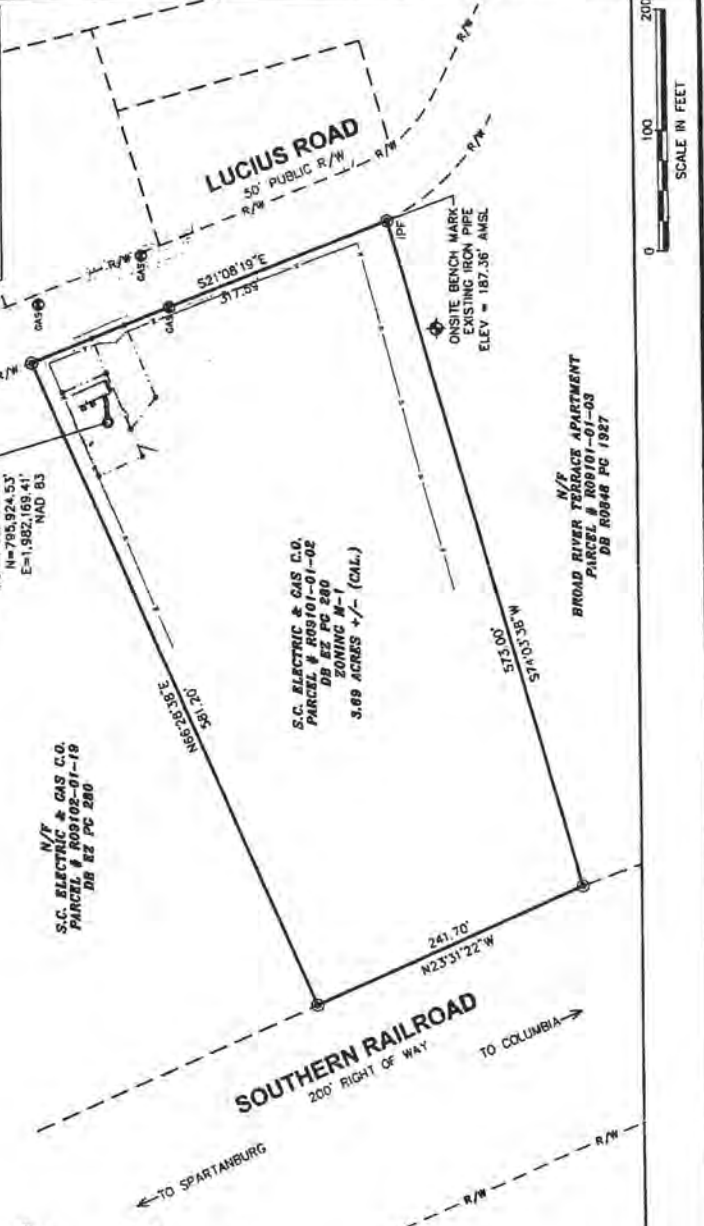 R/W
N=795,924.53'
E=1,982,169.41'
NAD 83
GAS
R/W
GAS
LUCIUS ROAD
50' PUBLIC R/W
R/W
R/W
R/W
R/W
GAS
S21°08'19"E
317.59'
IPF
ONSITE BENCH MARK
EXISTING IRON PIPE
ELEV = 187.36' AMSL
N/F
S.C. ELECTRIC & GAS C.O.
PARCEL # R09102-01-19
DB EZ PG 280
N66°28'38"E
581.20'
S.C. ELECTRIC & GAS C.O.
PARCEL # R09101-01-02
DB EZ PG 280
ZONING M-1
3.69 ACRES +/- (CAL.)
573.00'
S74°03'38"W
N/F
BROAD RIVER TERRACE APARTMENT
PARCEL # R09101-01-03
DB R0848 PG 1927
241.70'
N23°31'22"W
SOUTHERN RAILROAD
200' RIGHT OF WAY
TO COLUMBIA
TO SPARTANBURG
R/W
R/W
0 100 200
SCALE IN FEET